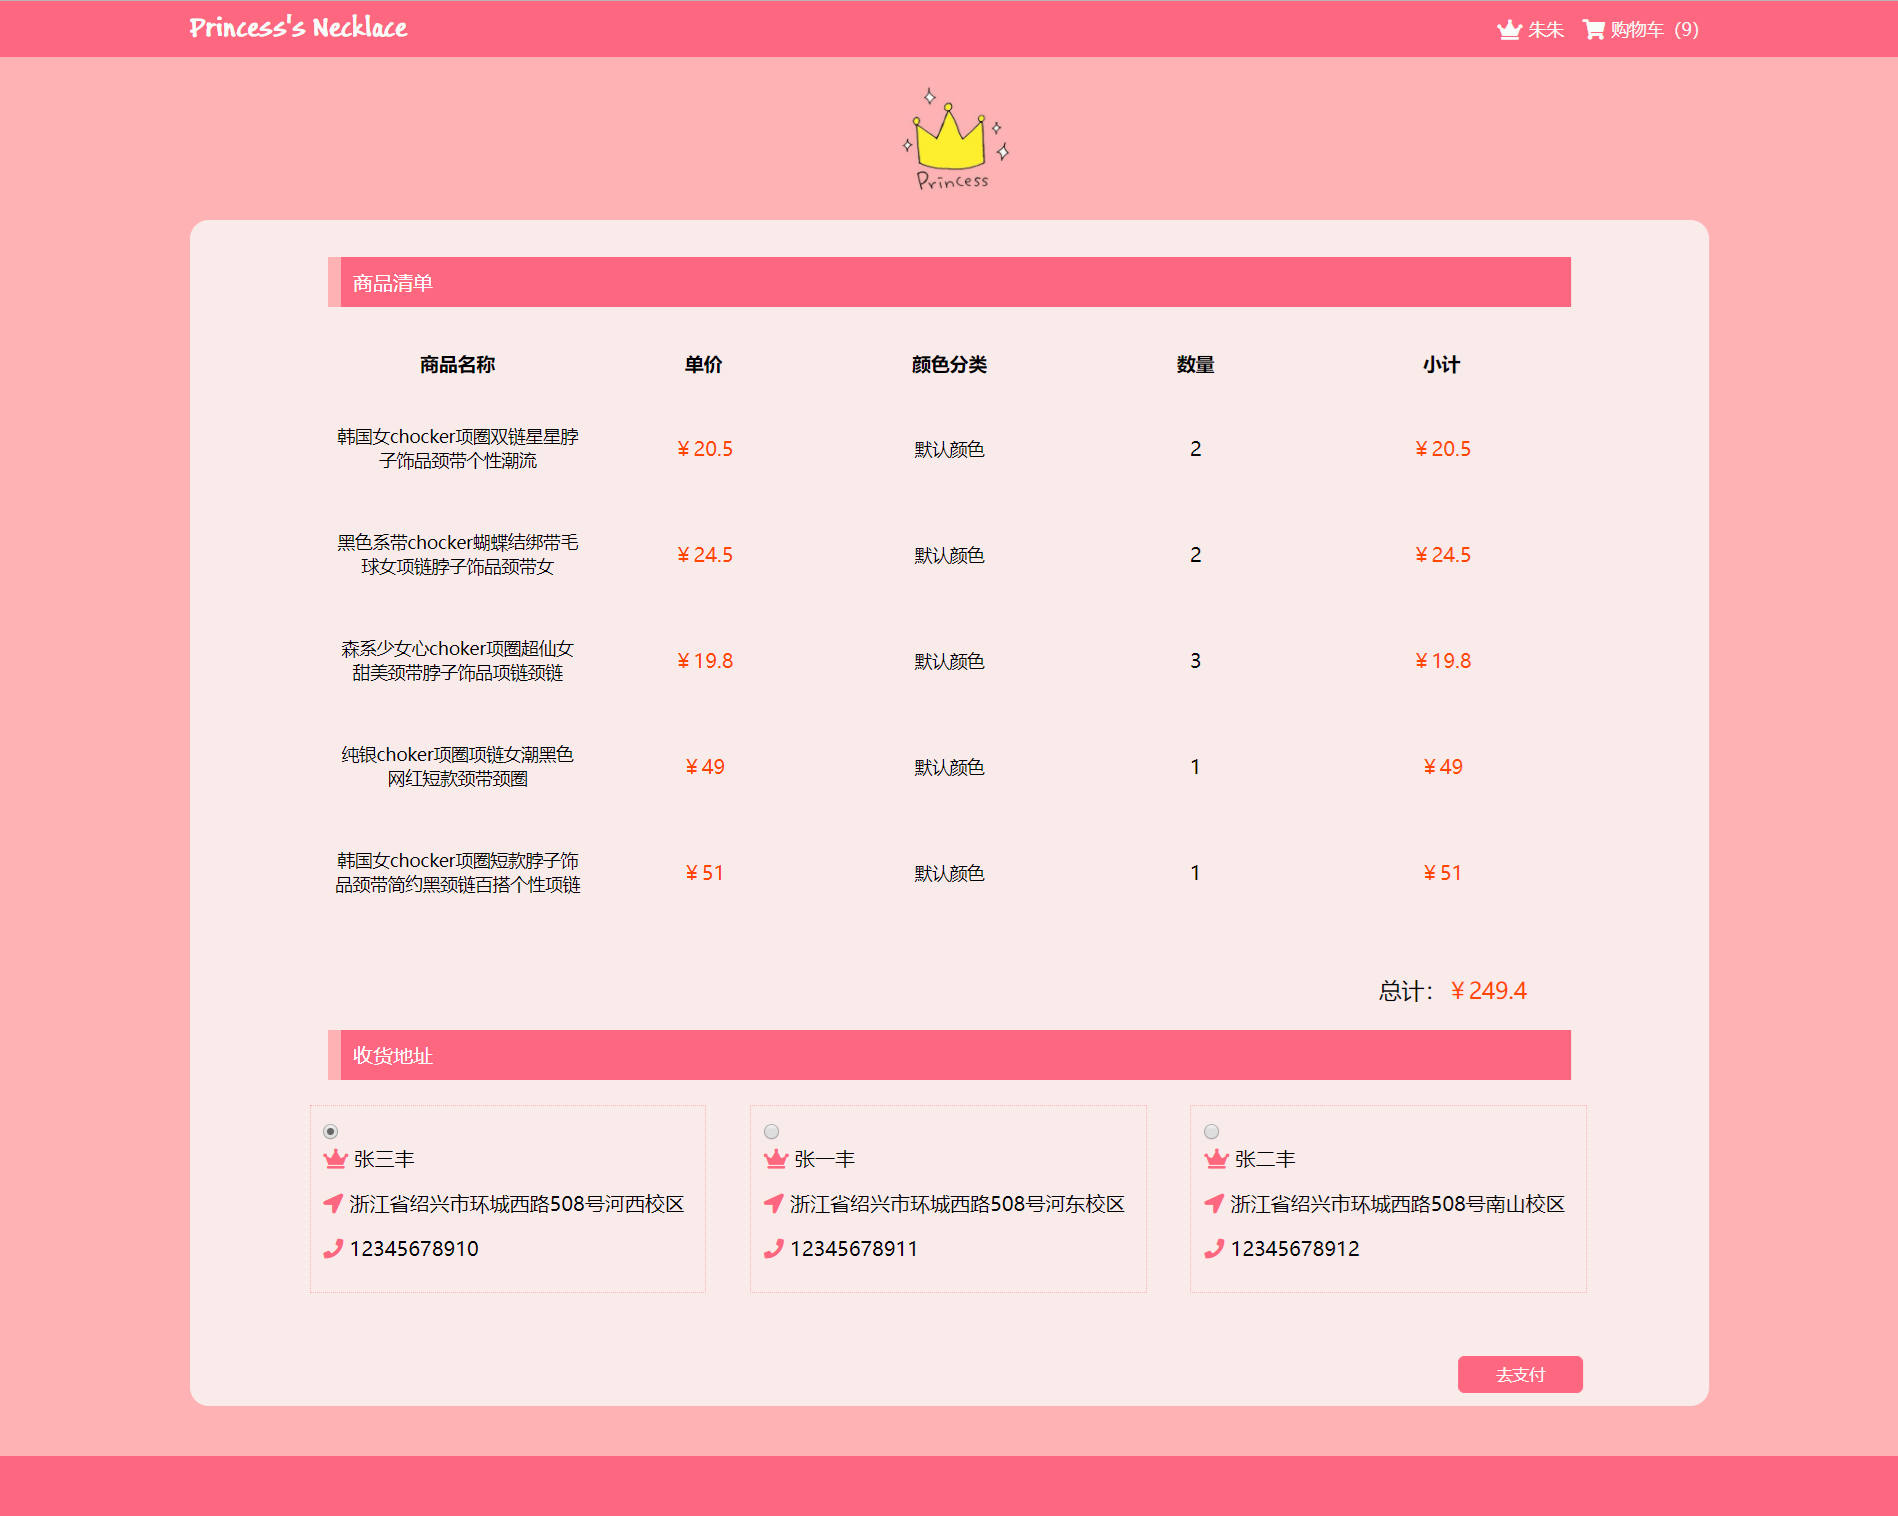 Princess's Necklace
朱朱 购物车 (9)
Princess
商品清单
商品名称 单价 颜色分类 数量 小计
韩国女chocker项圈双链星星脖
子饰品颈带个性潮流
¥ 20.5 默认颜色 2 ¥ 20.5
黑色系带chocker蝴蝶结绑带毛
球女项链脖子饰品颈带女
¥ 24.5 默认颜色 2 ¥ 24.5
森系少女心choker项圈超仙女
甜美颈带脖子饰品项链颈链
¥ 19.8 默认颜色 3 ¥ 19.8
纯银choker项圈项链女潮黑色
网红短款颈带颈圈
¥ 49 默认颜色 1 ¥ 49
韩国女chocker项圈短款脖子饰
品颈带简约黑颈链百搭个性项链
¥ 51 默认颜色 1 ¥ 51
总计： ¥ 249.4
收货地址
张三丰
浙江省绍兴市环城西路508号河西校区
12345678910
张一丰
浙江省绍兴市环城西路508号河东校区
12345678911
张二丰
浙江省绍兴市环城西路508号南山校区
12345678912
去支付